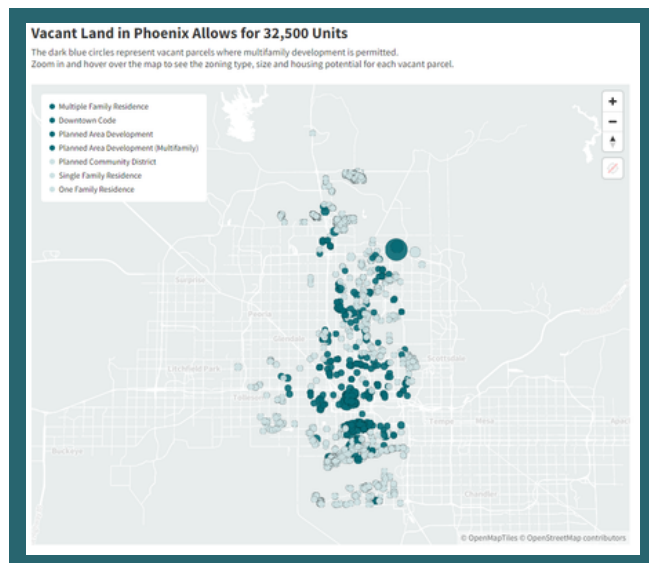 Vacant Land in Phoenix Allows for 32,500 Units
The dark blue circles represent vacant parcels where multifamily development is permitted.
Zoom in and hover over the map to see the zoning type, size and housing potential for each vacant parcel.
Multiple Family Residence
Downtown Code
Planned Area Development
Planned Area Development (Multifamily)
Planned Community District
Single Family Residence
One Family Residence
Surprise
Peoria
Glendale
Scottsdale
Litchfield Park
Tempe
Mesa
Buckeye
Chandler
© OpenMapTiles © OpenStreetMap contributors